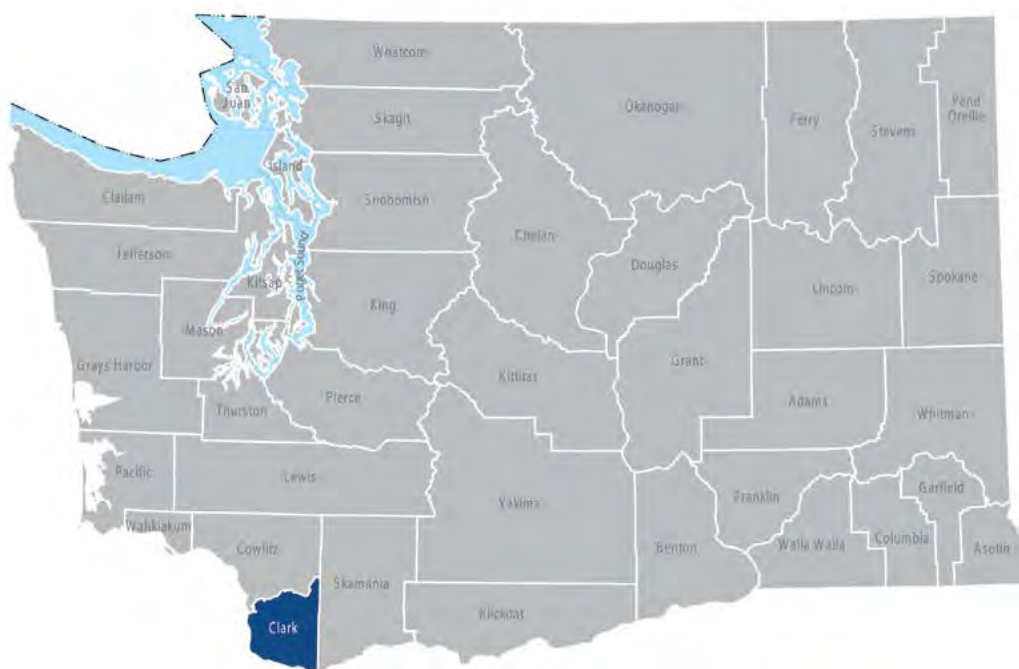 Whatcom
San
Juan
Okanogan
Pend
Oreille
Skagit
Ferry
Stevens
Island
Clallam
Snohomish
Chelan
Jefferson
Puget Sound
Douglas
Kitsap
King
Lincoln
Spokane
Mason
Grays Harbor
Kittitas
Grant
Pierce
Adams
Thurston
Whitman
Pacific
Lewis
Yakima
Franklin
Garfield
Wahkiakum
Cowlitz
Benton
Walla Walla
Columbia
Asotin
Skamania
Klickitat
Clark